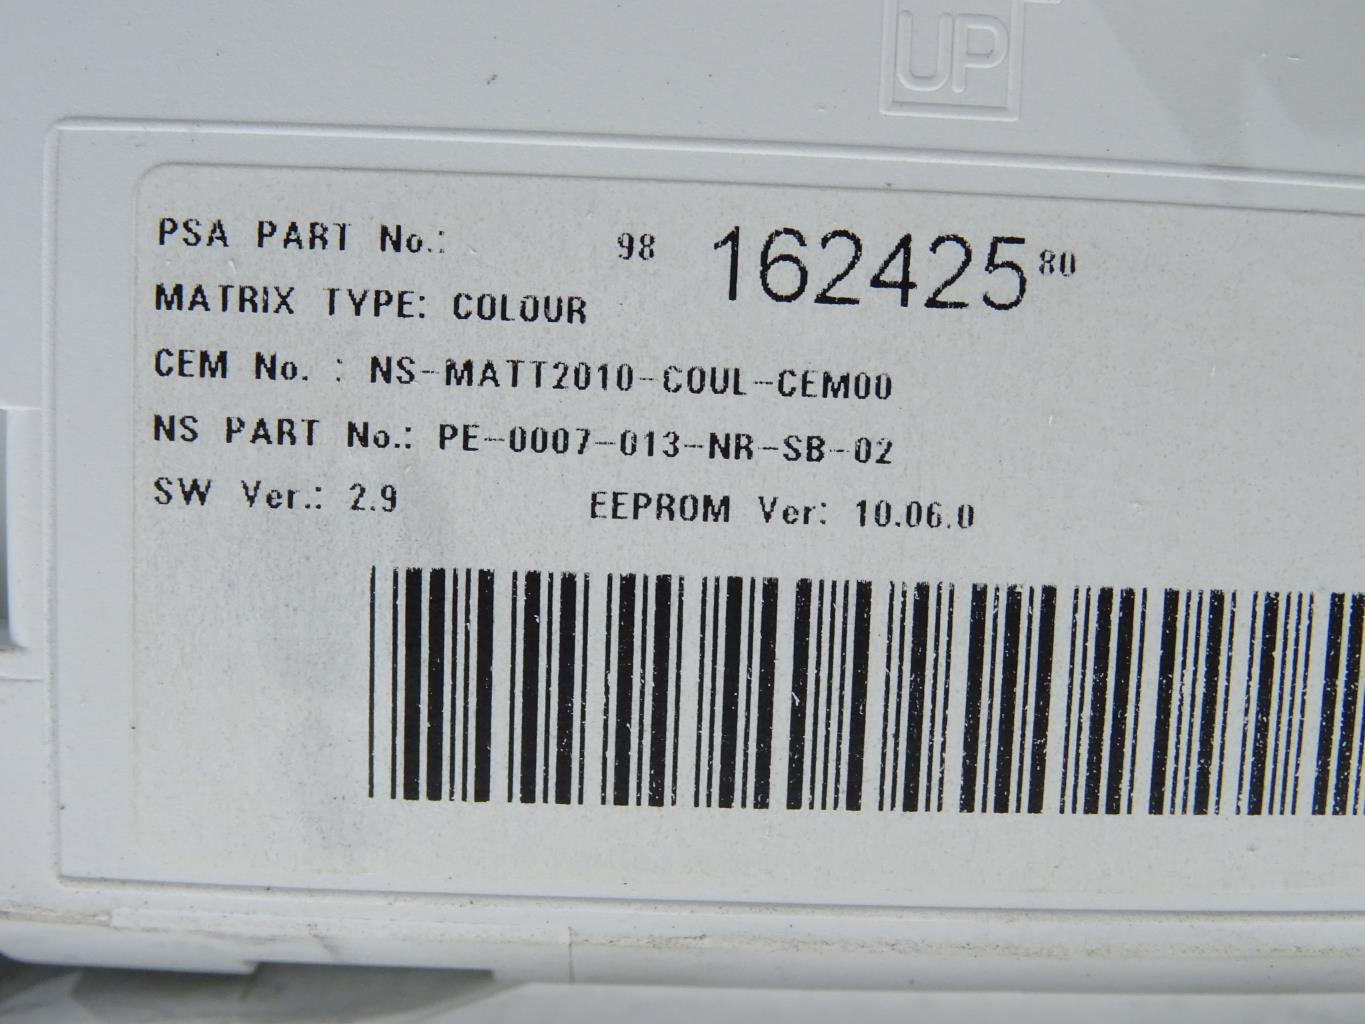 UP
PSA PART No.: 98 162425 80
MATRIX TYPE: COLOUR
CEM No. : NS-MATT2010-COUL-CEM00
NS PART No.: PE-0007-013-NR-SB-02
SW Ver.: 2.9 EEPROM Ver: 10.06.0